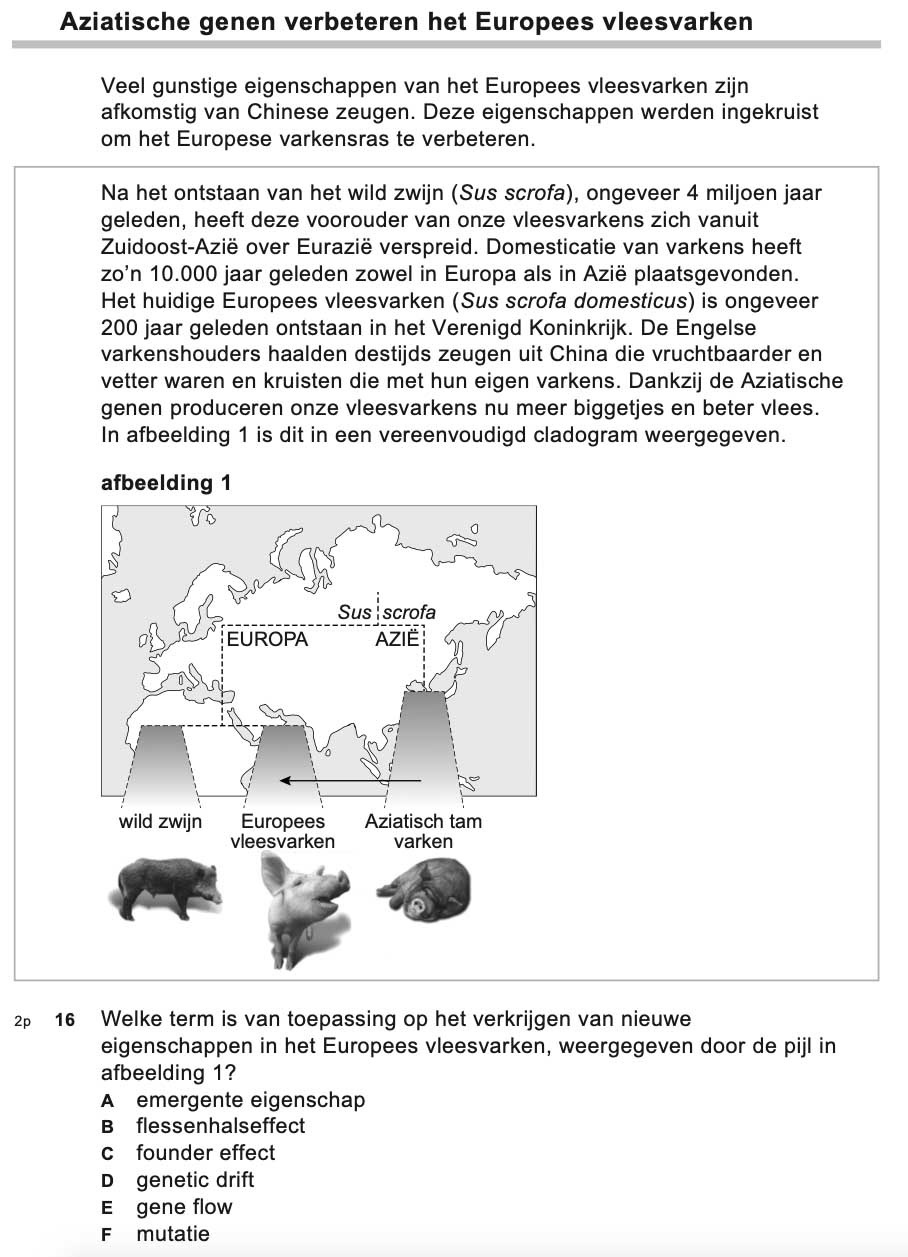 Aziatische genen verbeteren het Europees vleesvarken
Veel gunstige eigenschappen van het Europees vleesvarken zijn
afkomstig van Chinese zeugen. Deze eigenschappen werden ingekruist
om het Europese varkensras te verbeteren.
Na het ontstaan van het wild zwijn (Sus scrofa), ongeveer 4 miljoen jaar
geleden, heeft deze voorouder van onze vleesvarkens zich vanuit
Zuidoost-Azië over Eurazië verspreid. Domesticatie van varkens heeft
zo’n 10.000 jaar geleden zowel in Europa als in Azië plaatsgevonden.
Het huidige Europees vleesvarken (Sus scrofa domesticus) is ongeveer
200 jaar geleden ontstaan in het Verenigd Koninkrijk. De Engelse
varkenshouders haalden destijds zeugen uit China die vruchtbaarder en
vetter waren en kruisten die met hun eigen varkens. Dankzij de Aziatische
genen produceren onze vleesvarkens nu meer biggetjes en beter vlees.
In afbeelding 1 is dit in een vereenvoudigd cladogram weergegeven.
afbeelding 1
Sus scrofa
EUROPA AZIË
wild zwijn Europees Aziatisch tam
vleesvarken varken
2p 16 Welke term is van toepassing op het verkrijgen van nieuwe
eigenschappen in het Europees vleesvarken, weergegeven door de pijl in
afbeelding 1?
A emergente eigenschap
B flessenhalseffect
C founder effect
D genetic drift
E gene flow
F mutatie